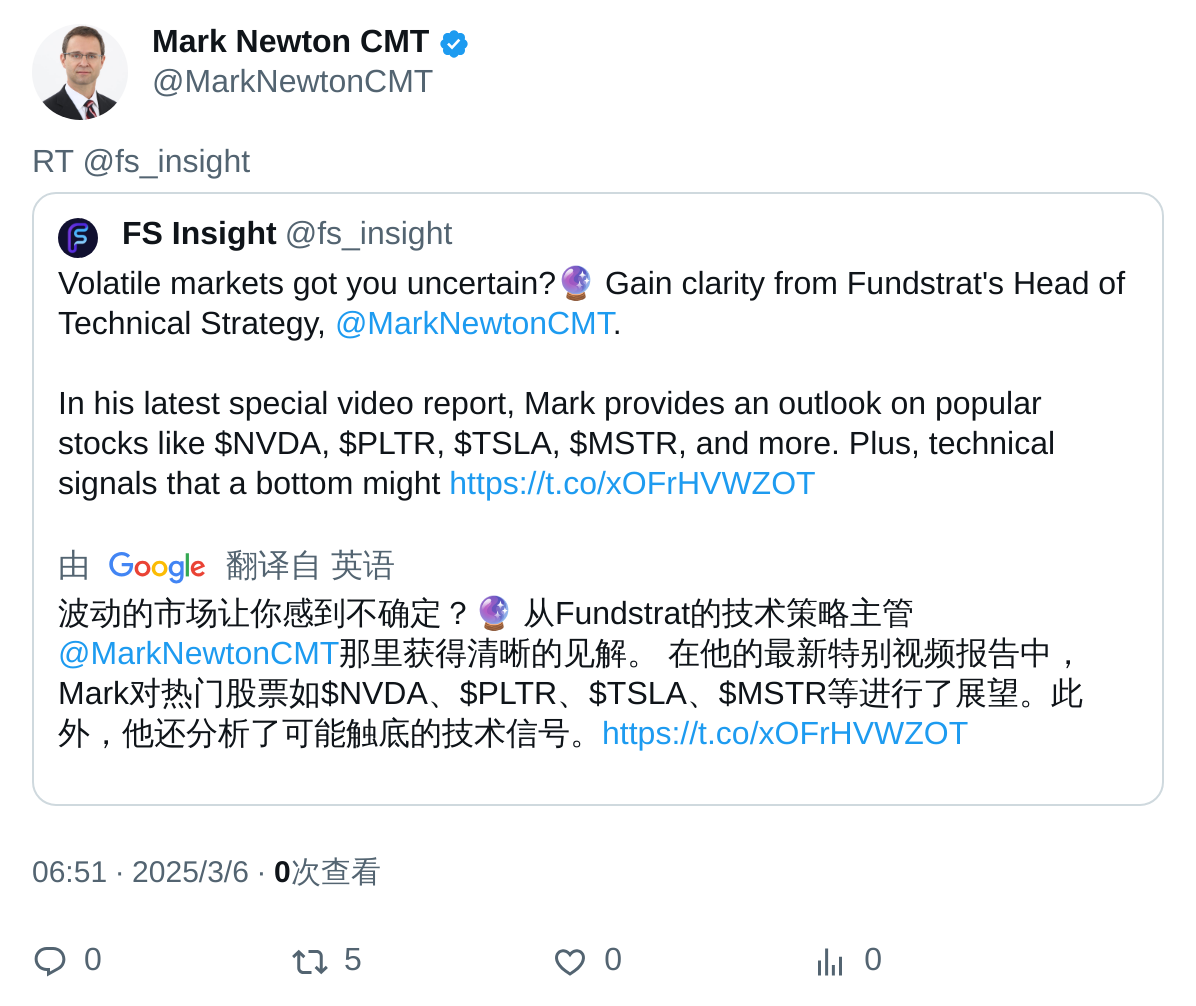 Mark Newton CMT
@MarkNewtonCMT
RT @fs_insight
FS Insight @fs_insight
Volatile markets got you uncertain?🔮 Gain clarity from Fundstrat's Head of
Technical Strategy, @MarkNewtonCMT.
In his latest special video report, Mark provides an outlook on popular
stocks like $NVDA, $PLTR, $TSLA, $MSTR, and more. Plus, technical
signals that a bottom might https://t.co/xOFrHVWZOT
由 Google 翻译自 英语
波动的市场让你感到不确定？🔮 从Fundstrat的技术策略主管
@MarkNewtonCMT那里获得清晰的见解。 在他的最新特别视频报告中，
Mark对热门股票如$NVDA、$PLTR、$TSLA、$MSTR等进行了展望。此
外，他还分析了可能触底的技术信号。https://t.co/xOFrHVWZOT
06:51 · 2025/3/6 · 0次查看
0 5 0 0